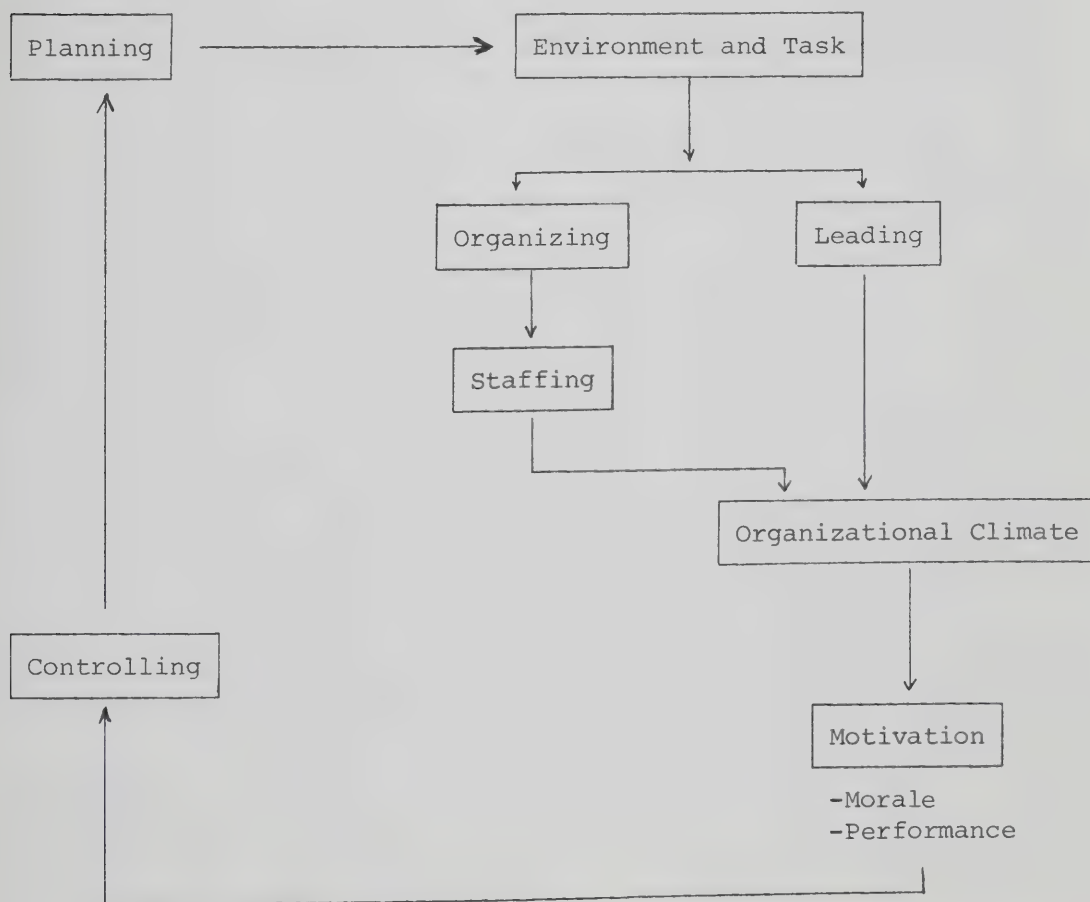 Planning
Environment and Task
Organizing
Leading
Staffing
Organizational Climate
Controlling
Motivation
-Morale
-Performance